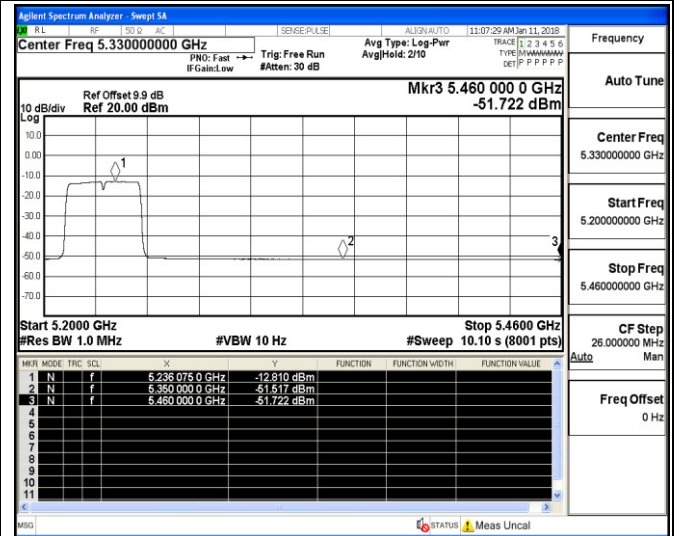 Agilent Spectrum Analyzer - Swept SA
RL RF 50 Ω AC SENSE:PULSE ALIGN AUTO 11:07:29 AM Jan 11, 2018
Center Freq 5.330000000 GHz
PNO: Fast
IFGain:Low
Trig: Free Run
#Atten: 30 dB
Avg Type: Log-Pwr
Avg|Hold: 2/10
TRACE 1 2 3 4 5 6
TYPE M
DET P P P P P P
Frequency
Auto Tune
Mkr3 5.460 000 0 GHz
-51.722 dBm
Ref Offset 9.9 dB
10 dB/div Ref 20.00 dBm
Log
10.0
0.00
-10.0
-20.0
-30.0
-40.0
-50.0
-60.0
-70.0
1
2
3
Center Freq
5.330000000 GHz
Start Freq
5.200000000 GHz
Stop Freq
5.460000000 GHz
CF Step
26.000000 MHz
Auto Man
Freq Offset
0 Hz
Start 5.2000 GHz Stop 5.4600 GHz
#Res BW 1.0 MHz #VBW 10 Hz #Sweep 10.10 s (8001 pts)
MKR MODE TRC SCL X Y FUNCTION FUNCTION WIDTH FUNCTION VALUE
1 N f 5.236 075 0 GHz -12.810 dBm
2 N f 5.350 000 0 GHz -51.517 dBm
3 N f 5.460 000 0 GHz -51.722 dBm
4
5
6
7
8
9
10
11
MSG STATUS Meas Uncal